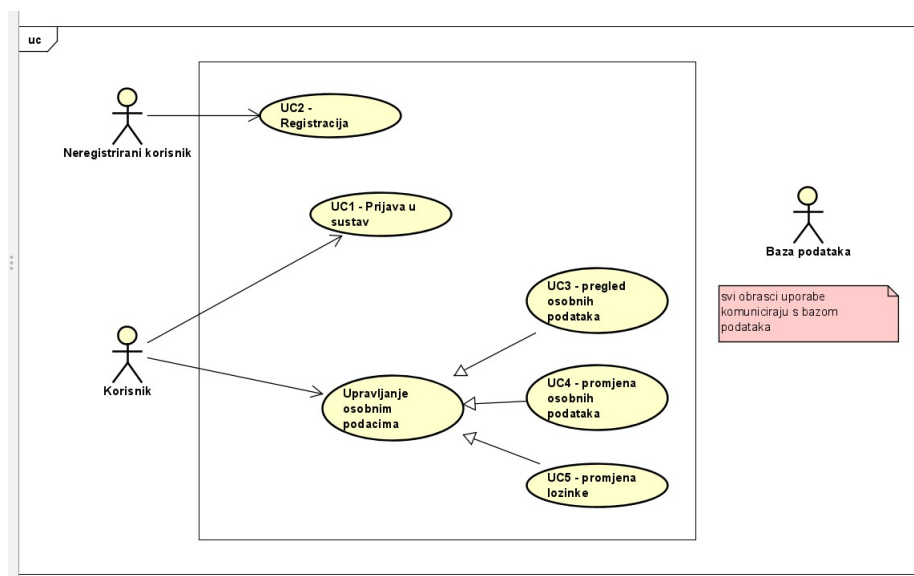 uc
UC2 -
Registracija
Neregistrirani korisnik
UC1 - Prijava u
sustav
Baza podataka
UC3 - pregled
osobnih
podataka
svi obrasci uporabe
komuniciraju s bazom
podataka
Korisnik
Upravljanje
osobnim
podacima
UC4 - promjena
osobnih
podataka
UC5 - promjena
lozinke